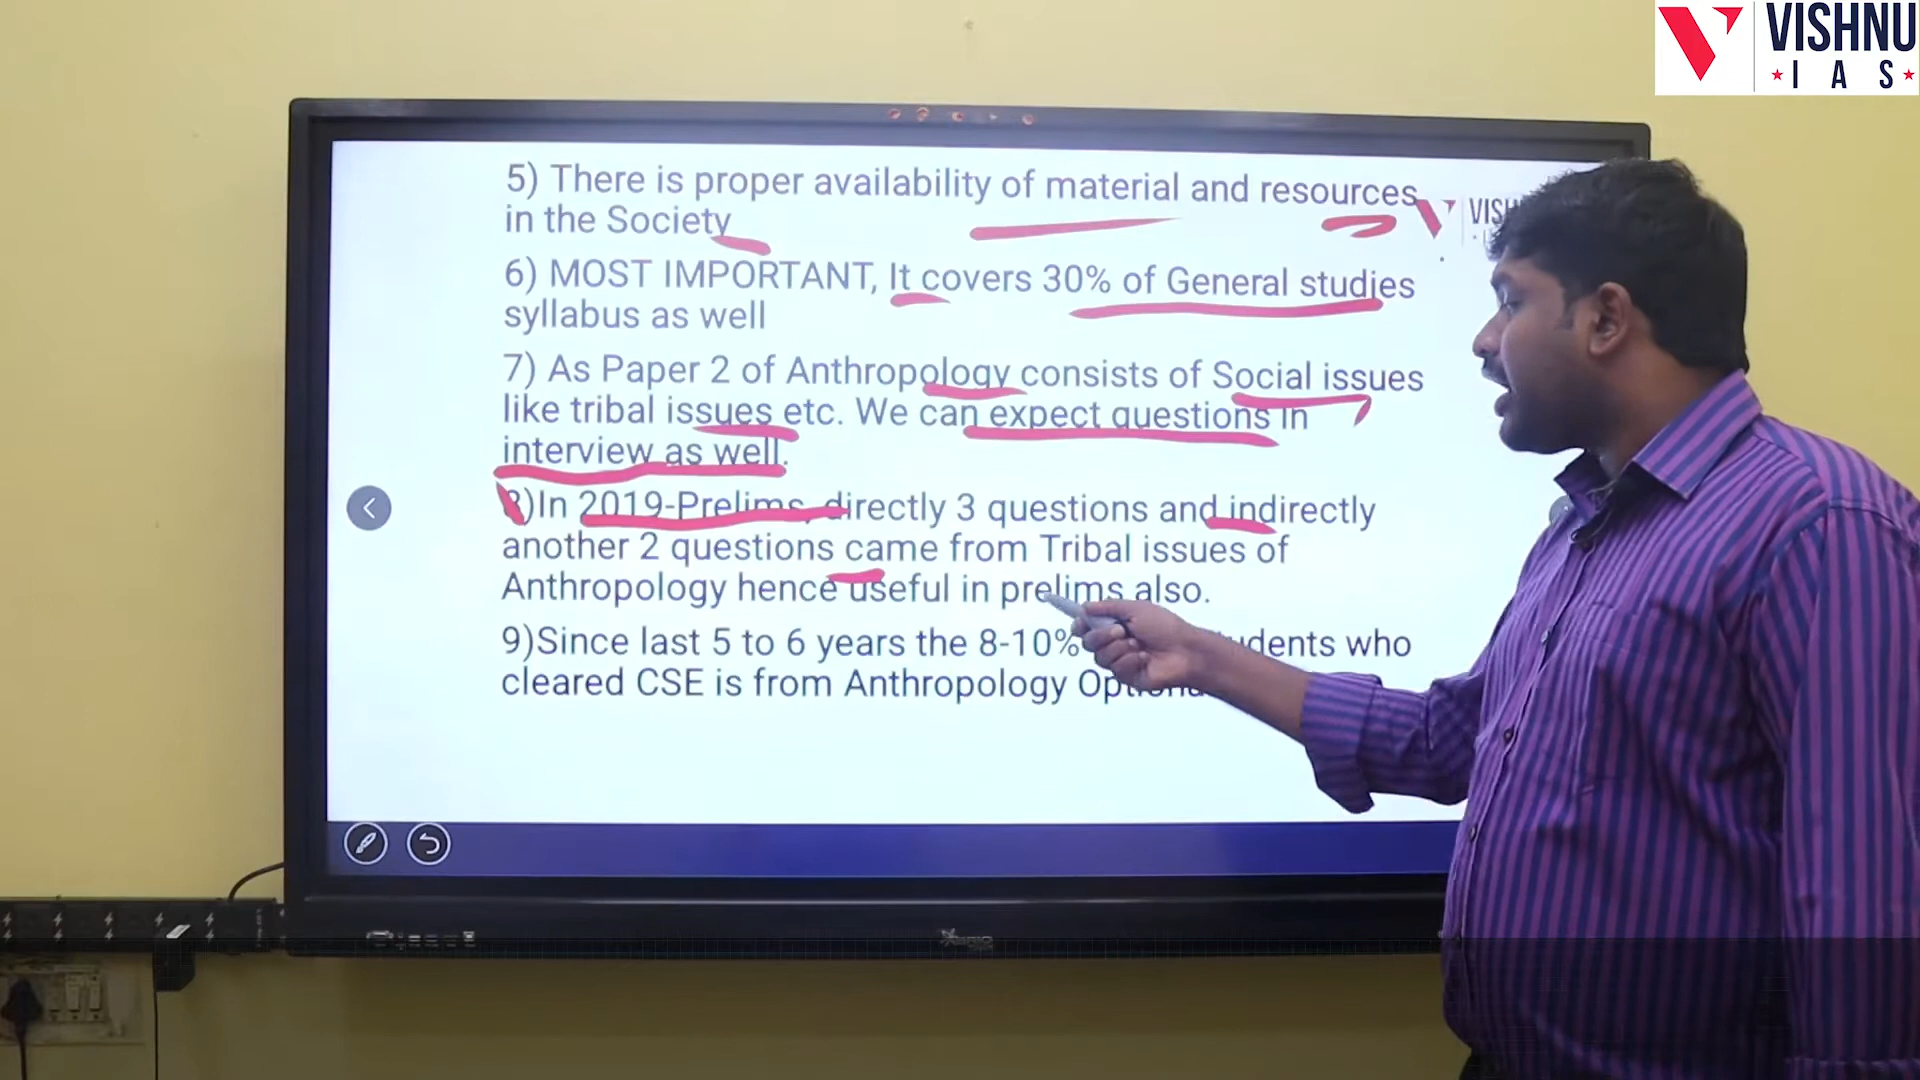 VISHNU
IAS
5) There is proper availability of material and resources
in the Society
VISH
6) MOST IMPORTANT, It covers 30% of General studies
syllabus as well
7) As Paper 2 of Anthropology consists of Social issues
like tribal issues etc. We can expect questions in
interview as well.
8)In 2019-Prelims, directly 3 questions and indirectly
another 2 questions came from Tribal issues of
Anthropology hence useful in prelims also.
9)Since last 5 to 6 years the 8-10% who
cleared CSE is from Anthropology